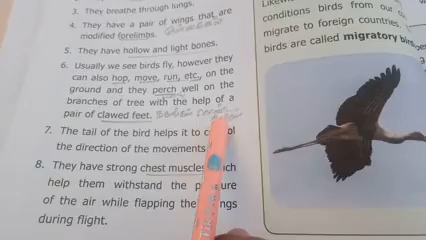 3. They breathe through lungs.
4. They have a pair of wings that are
modified forelimbs.
5. They have hollow and light bones.
6. Usually we see birds fly, however they
can also hop, move, run, etc, on the
ground and they perch well on the
branches of tree with the help of a
pair of clawed feet.
7. The tail of the bird helps it to
the direction of the movements
8. They have strong chest muscles
help them withstand the
of the air while flapping the
during flight.
conditions birds from our
migrate to foreign countries.
birds are called migratory